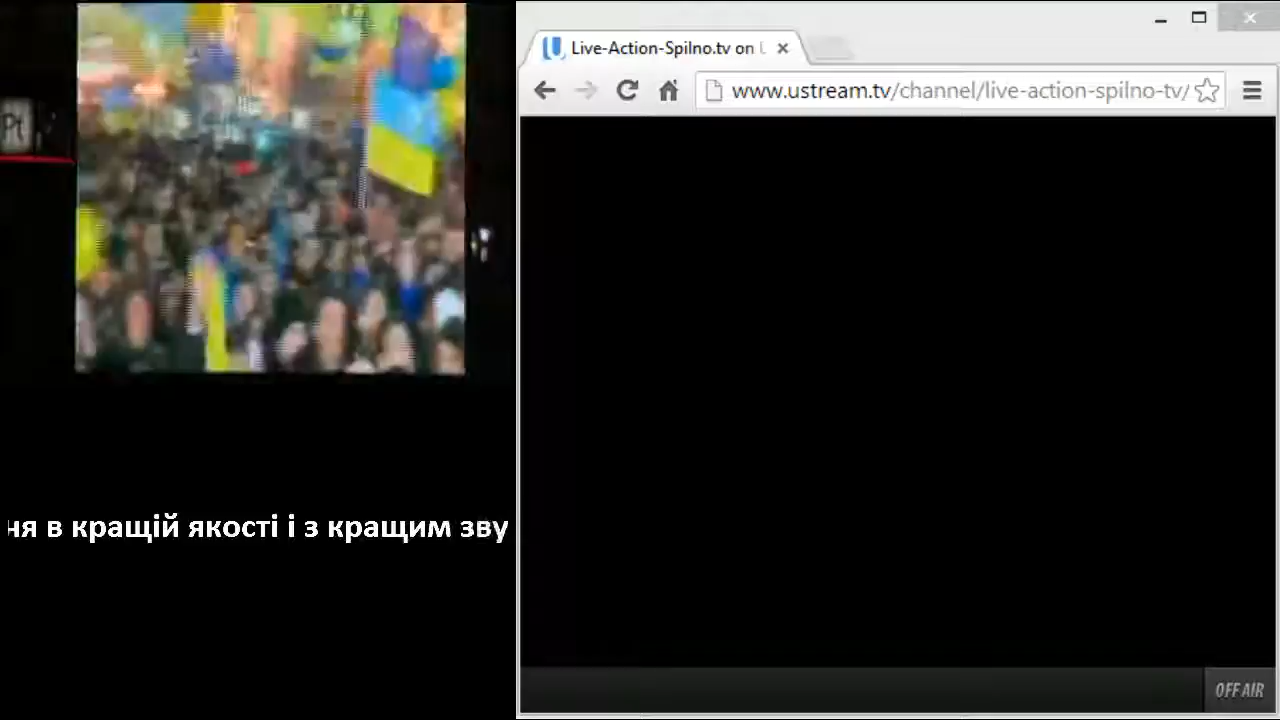 Pt
ня в кращій якості і з кращим зву
Live-Action-Spilno.tv on
www.ustream.tv/channel/live-action-spilno-tv/
OFF AIR